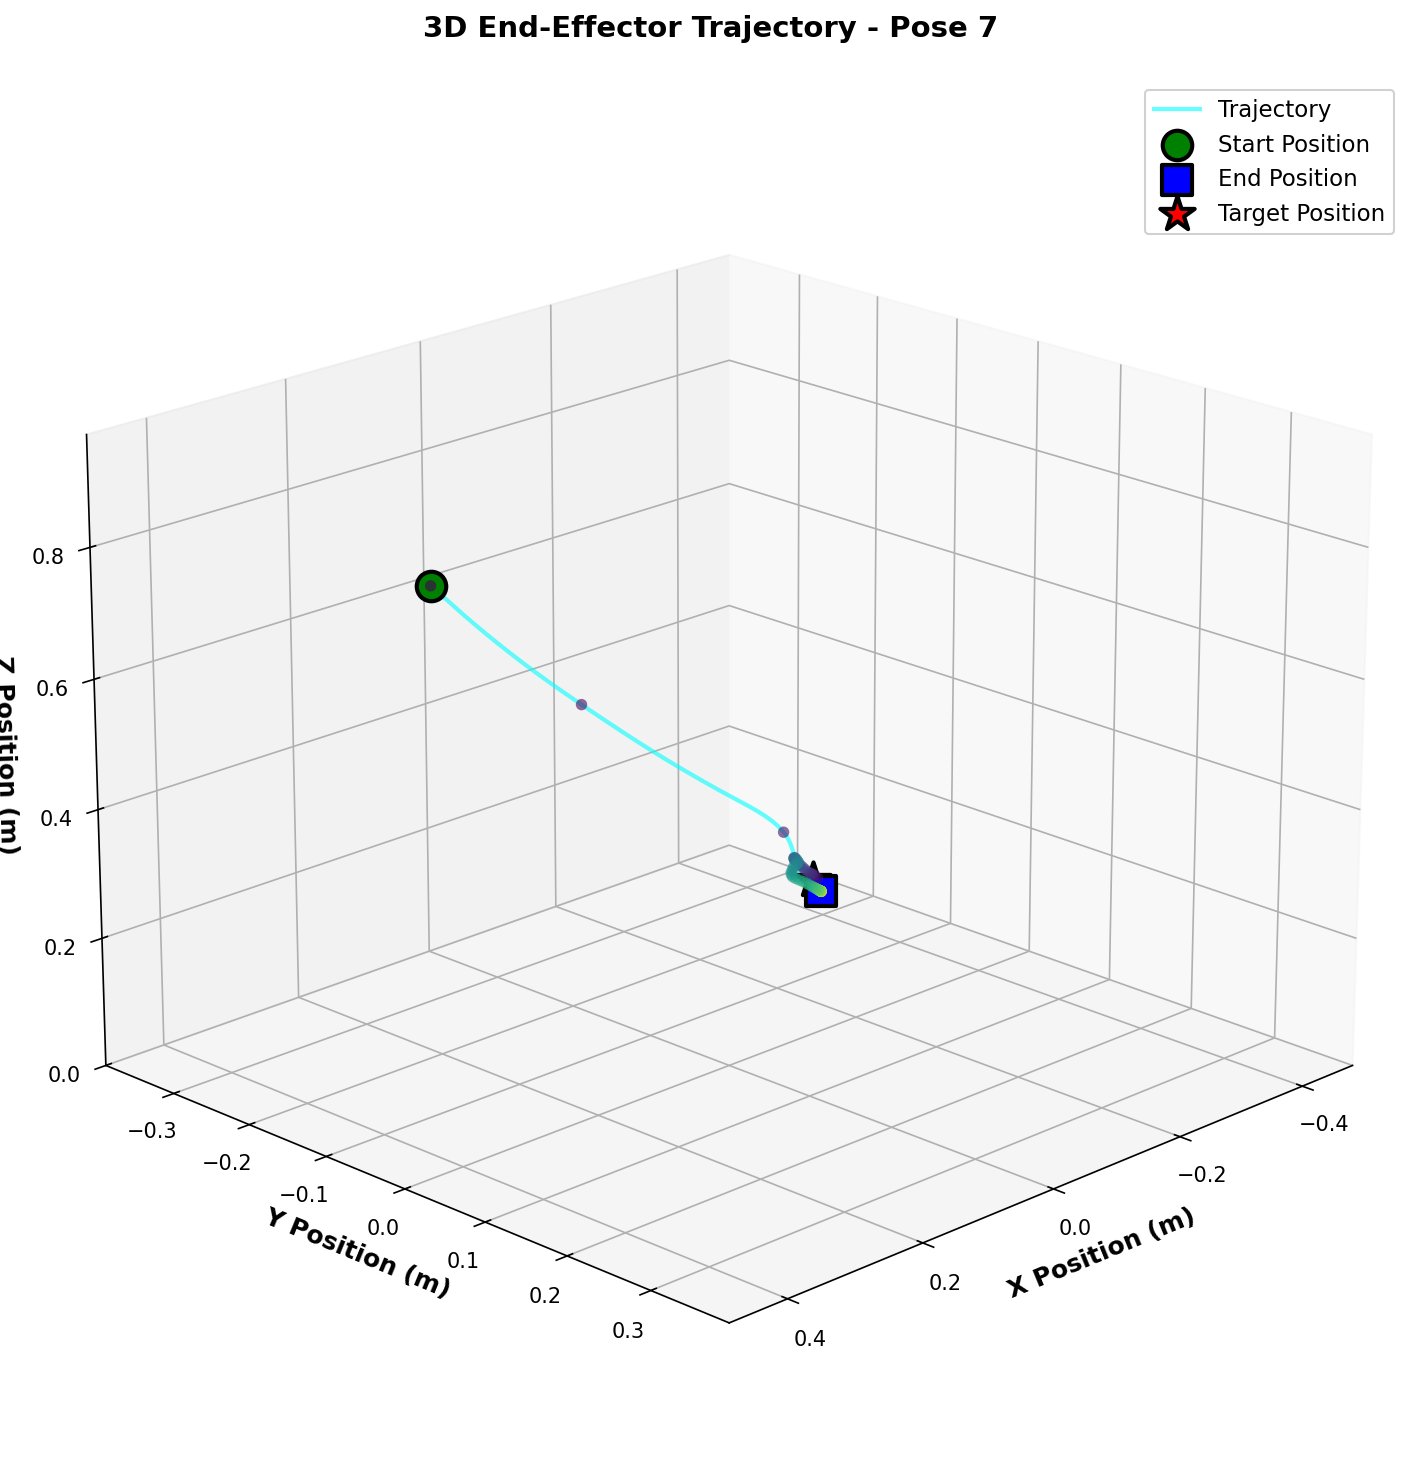 3D End-Effector Trajectory - Pose 7
Trajectory
Start Position
End Position
Target Position
0.8
0.6
0.4
0.2
0.0
Z Position (m)
−0.3
−0.2
−0.1
0.0
0.1
0.2
0.3
Y Position (m)
−0.4
−0.2
0.0
0.2
0.4
X Position (m)